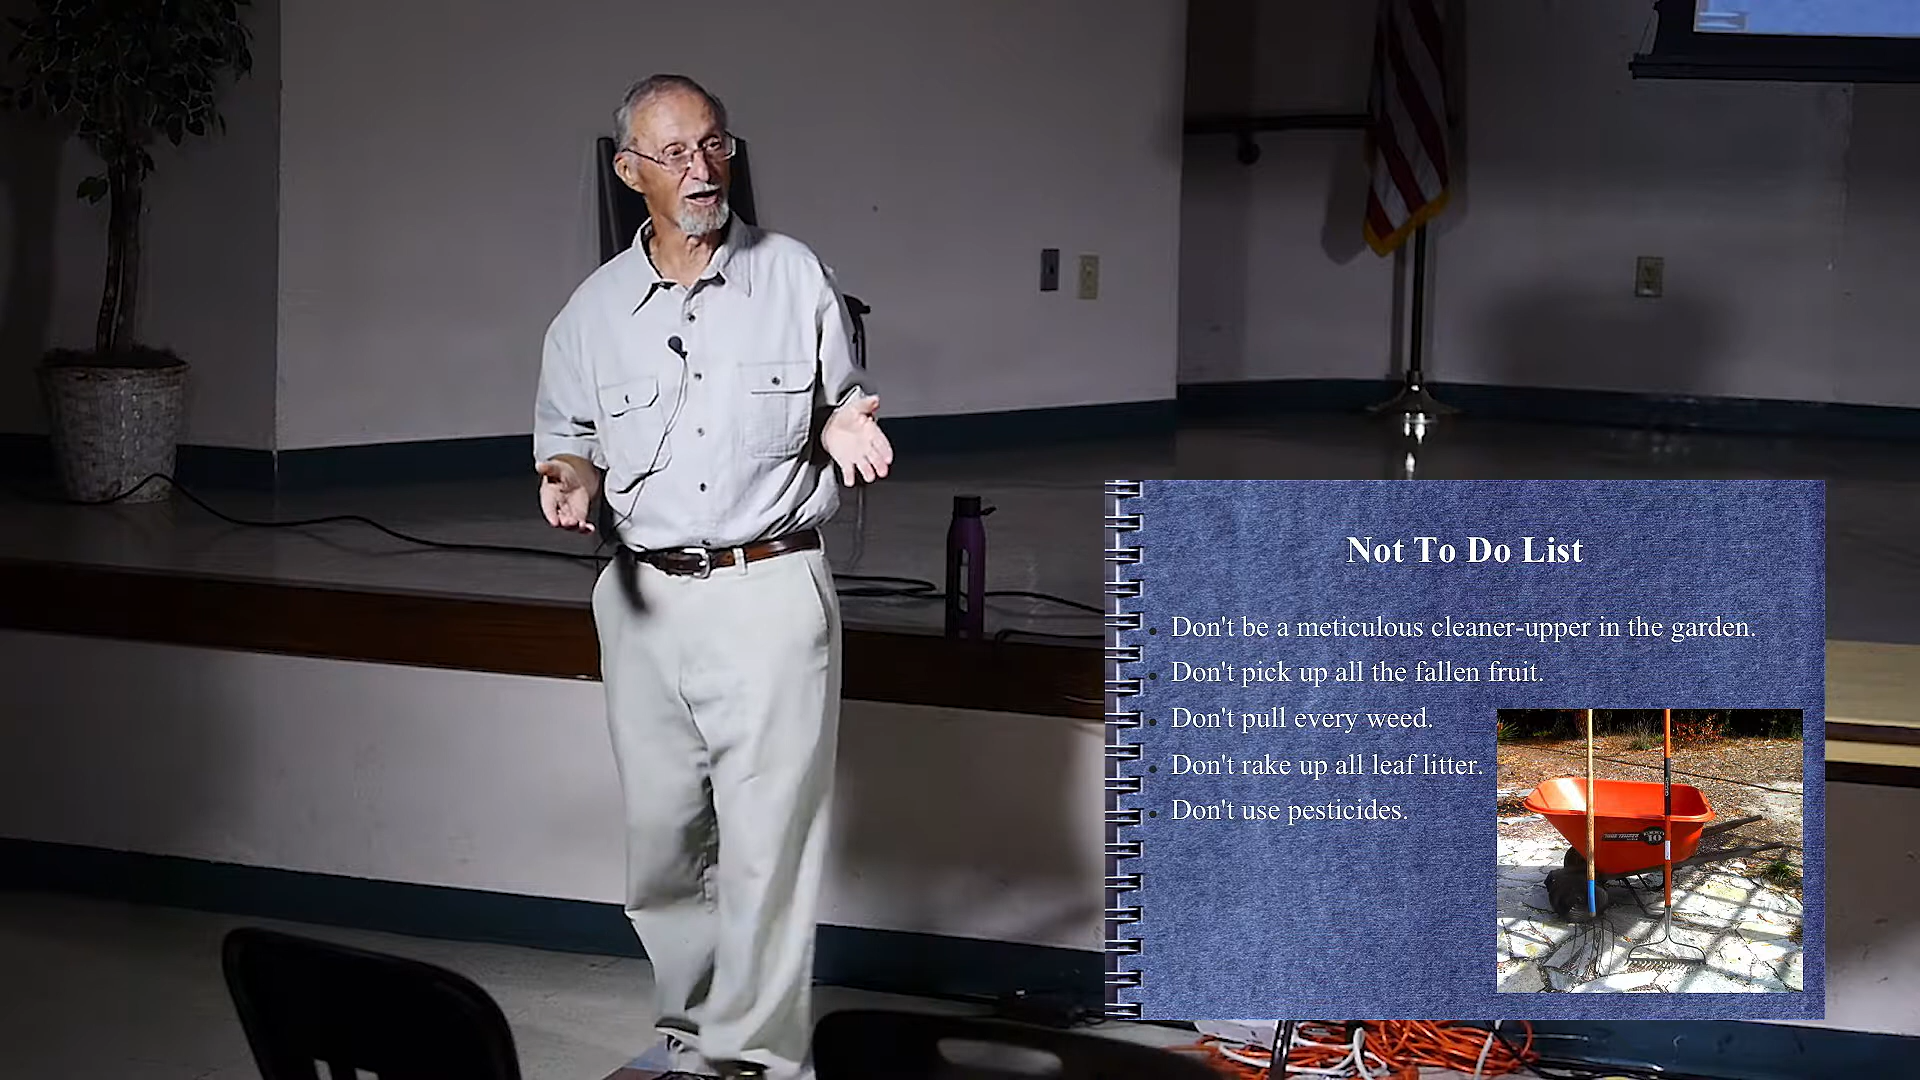 Not To Do List
Don't be a meticulous cleaner-upper in the garden.
Don't pick up all the fallen fruit.
Don't pull every weed.
Don't rake up all leaf litter.
Don't use pesticides.
10